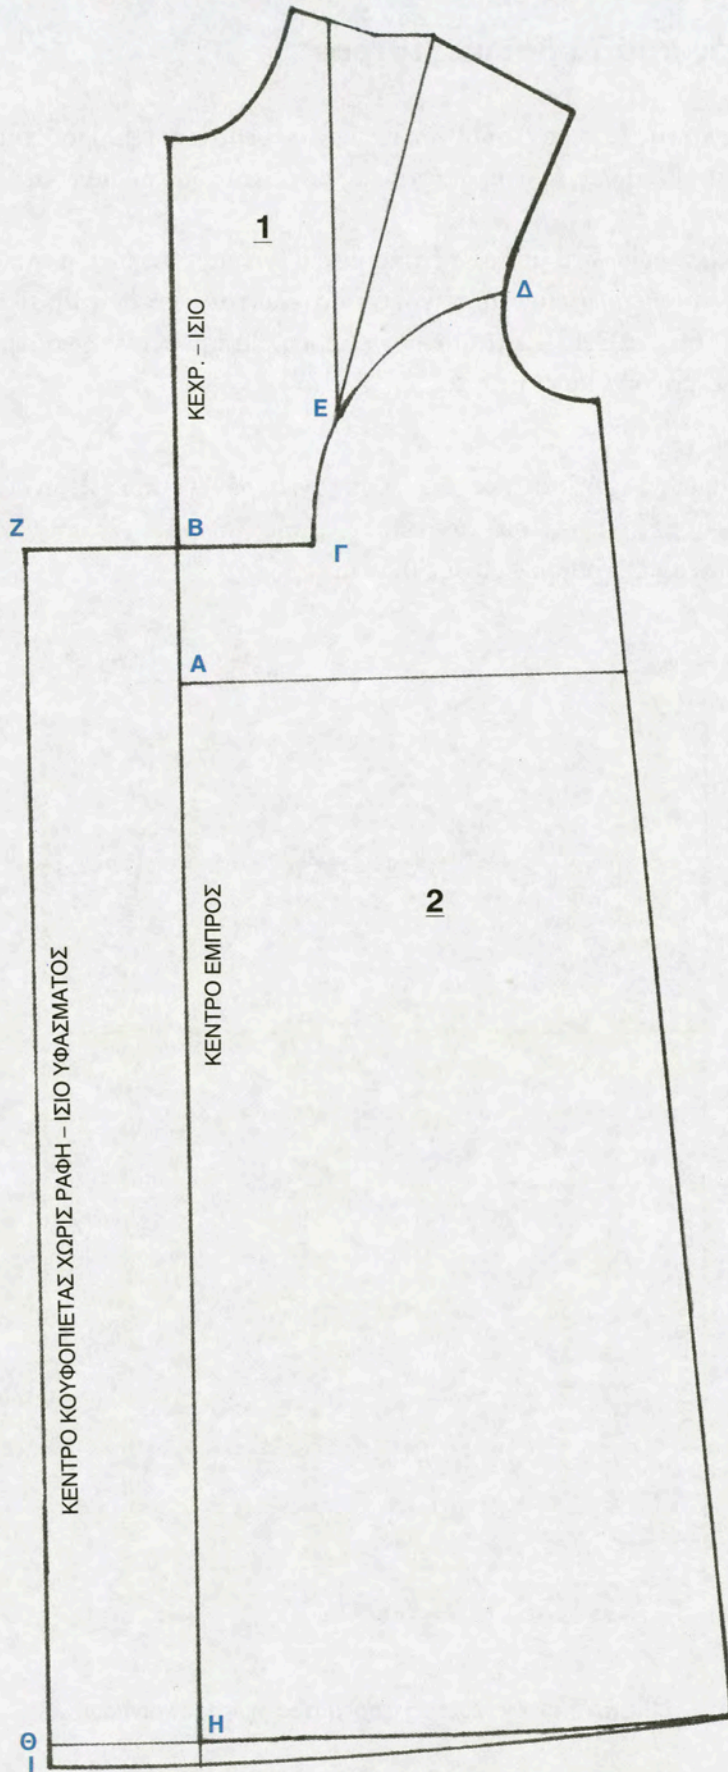 1
ΚΕΧΡ. – ΙΣΙΟ
Δ
Ε
Ζ
Β
Γ
Α
2
ΚΕΝΤΡΟ ΕΜΠΡΟΣ
ΚΕΝΤΡΟ ΚΟΥΦΟΠΙΕΤΑΣ ΧΩΡΙΣ ΡΑΦΗ – ΙΣΙΟ ΥΦΑΣΜΑΤΟΣ
Η
Θ
Ι